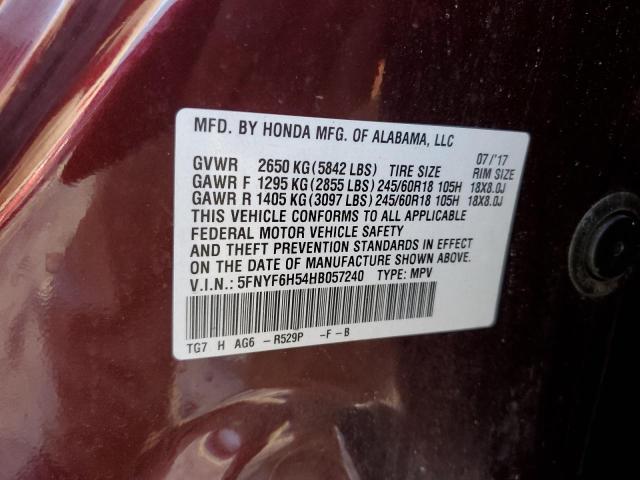 MFD. BY HONDA MFG. OF ALABAMA, LLC
07/'17
GVWR 2650 KG(5842 LBS) TIRE SIZE RIM SIZE
GAWR F 1295 KG(2855 LBS)245/60R18 105H 18X8.0J
GAWR R 1405 KG(3097 LBS)245/60R18 105H 18X8.0J
THIS VEHICLE CONFORMS TO ALL APPLICABLE
FEDERAL MOTOR VEHICLE SAFETY
AND THEFT PREVENTION STANDARDS IN EFFECT
ON THE DATE OF MANUFACTURE SHOWN ABOVE.
V.I.N.: 5FNYF6H54HB057240 TYPE: MPV
TG7 H AG6 -R529P -F-B